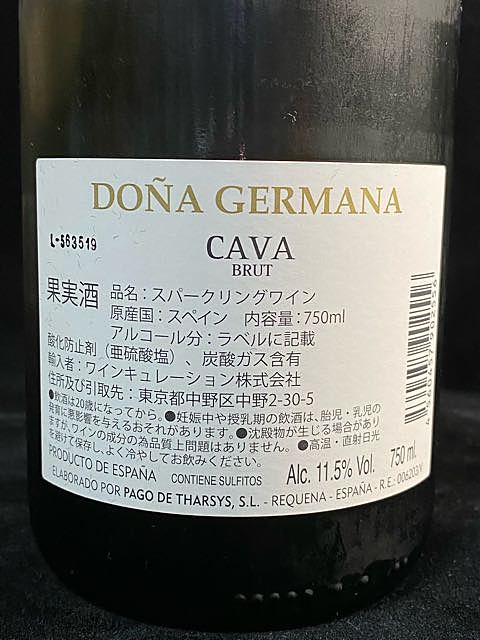 DOÑA GERMANA
L-563519
CAVA
BRUT
果実酒
品名：スパークリングワイン
原産国：スペイン 内容量：750ml
アルコール分：ラベルに記載
酸化防止剤（亜硫酸塩）、炭酸ガス含有
輸入者：ワインキュレーション株式会社
住所及び引取先：東京都中野区中野2-30-5
●飲酒は20歳になってから。●妊娠中や授乳期の飲酒は、胎児・乳児の
発育に悪影響を与えるおそれがあります。●沈殿物が生じる場合があり
ますが、ワインの成分の為品質上問題はありません。●高温・直射日光
を避けて保存し、よく冷やしてお飲みください。
PRODUCTO DE ESPAÑA CONTIENE SULFITOS Alc. 11.5% Vol. 750 ml.
ELABORADO POR PAGO DE THARSYS, S.L. - REQUENA - ESPAÑA - R.E.: